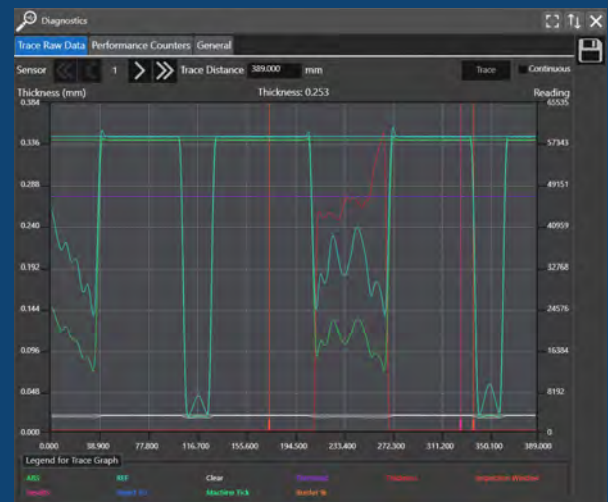 Diagnostics
Trace Raw Data Performance Counters General
Sensor 1 Trace Distance 389.000 mm Trace Continuous
Thickness (mm) Thickness: 0.253 Reading
0.384 65535
0.336 57343
0.288 49151
0.240 40959
0.192 32768
0.144 24576
0.096 16384
0.048 8192
0.000 0
0.000 38.900 77.800 116.700 155.600 194.500 233.400 272.300 311.200 350.100 389.000
Legend for Trace Graph
REF Clear Threshold Thickness Inspection Window
Machine Tick